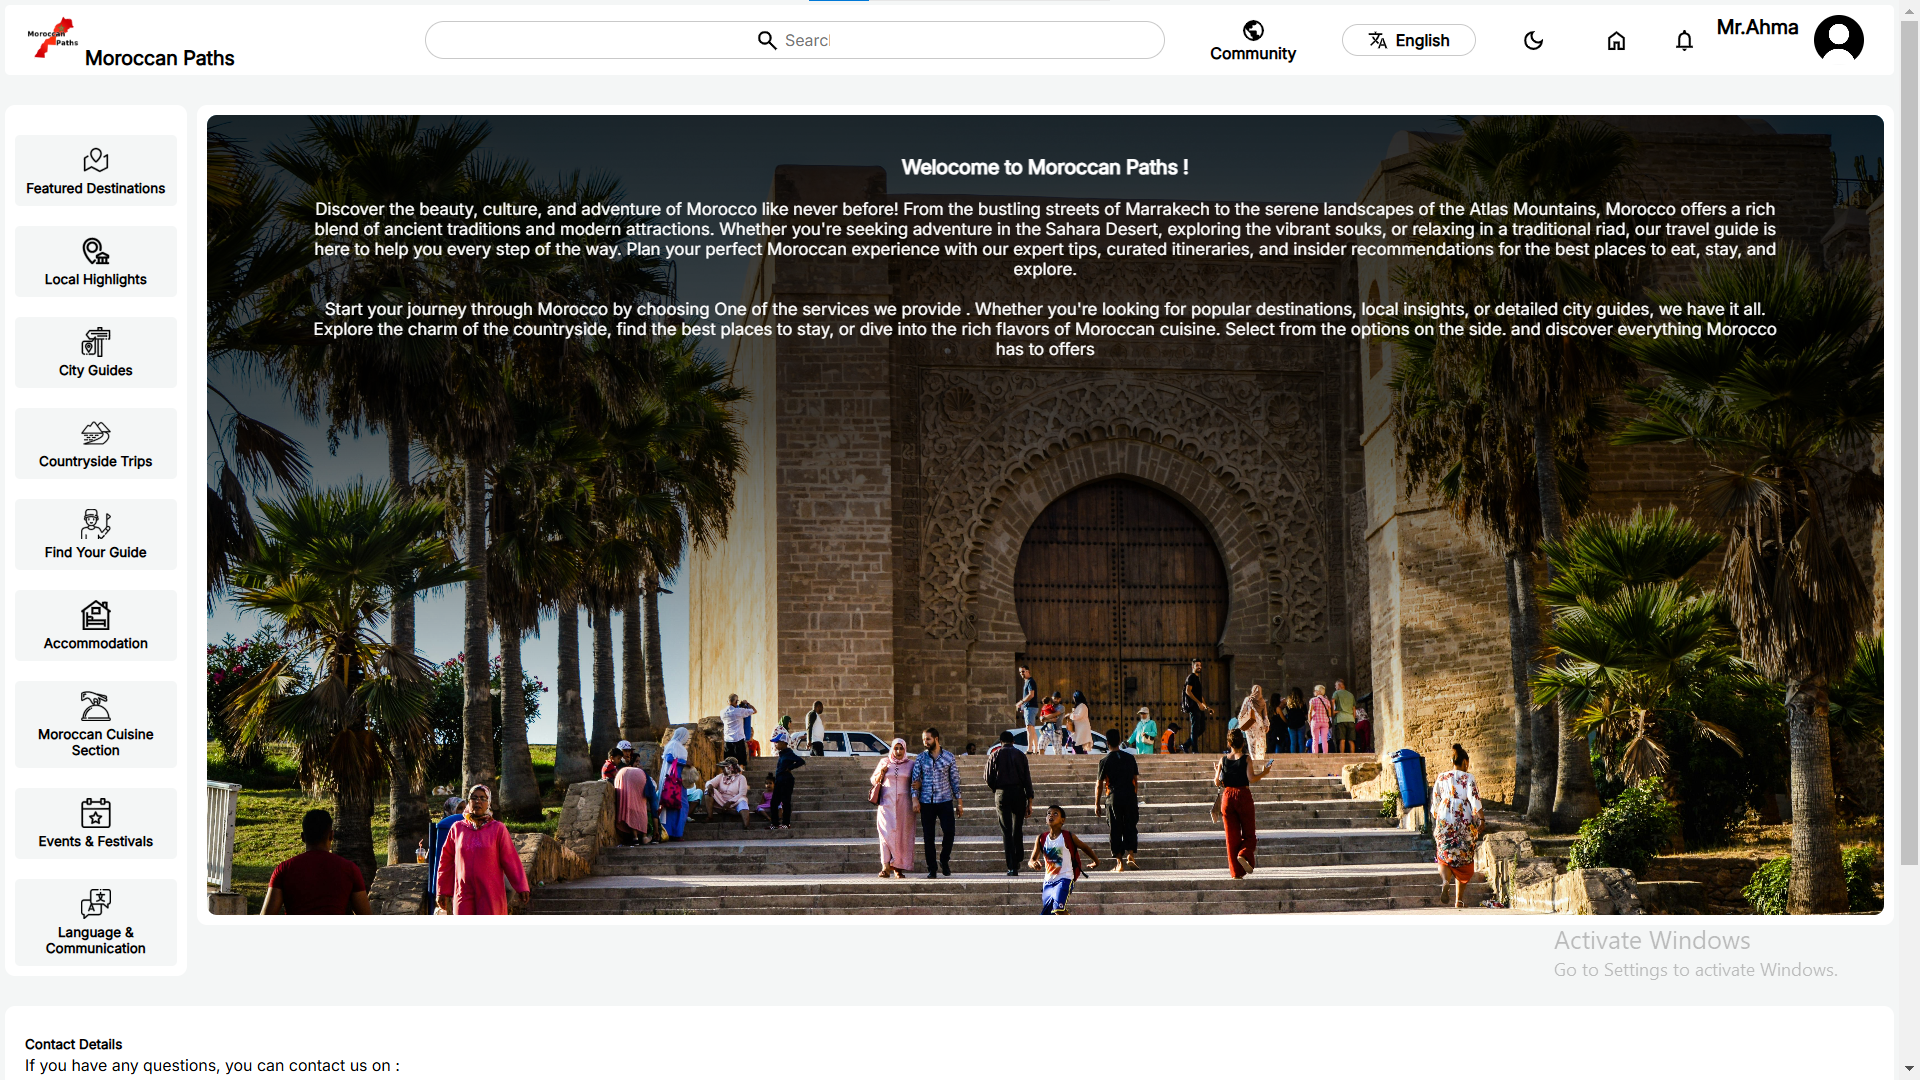 Moroccan
Paths
Moroccan Paths
Search
Community
English
Mr.Ahma
Featured Destinations
Local Highlights
City Guides
Countryside Trips
Find Your Guide
Accommodation
Moroccan Cuisine
Section
Events & Festivals
Language &
Communication
Welocome to Moroccan Paths !
Discover the beauty, culture, and adventure of Morocco like never before! From the bustling streets of Marrakech to the serene landscapes of the Atlas Mountains, Morocco offers a rich
blend of ancient traditions and modern attractions. Whether you're seeking adventure in the Sahara Desert, exploring the vibrant souks, or relaxing in a traditional riad, our travel guide is
here to help you every step of the way. Plan your perfect Moroccan experience with our expert tips, curated itineraries, and insider recommendations for the best places to eat, stay, and
explore.
Start your journey through Morocco by choosing One of the services we provide . Whether you're looking for popular destinations, local insights, or detailed city guides, we have it all.
Explore the charm of the countryside, find the best places to stay, or dive into the rich flavors of Moroccan cuisine. Select from the options on the side. and discover everything Morocco
has to offers
Activate Windows
Go to Settings to activate Windows.
Contact Details
If you have any questions, you can contact us on :